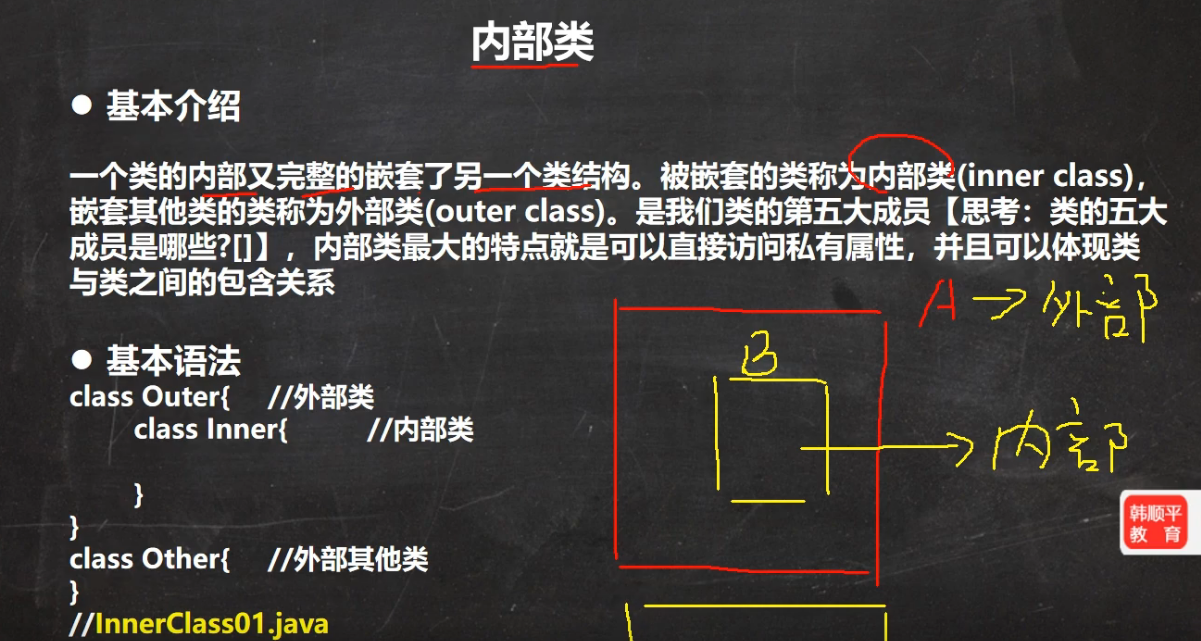 内部类
● 基本介绍
一个类的内部又完整的嵌套了另一个类结构。被嵌套的类称为内部类(inner class),
嵌套其他类的类称为外部类(outer class)。是我们类的第五大成员【思考：类的五大
成员是哪些?[]】，内部类最大的特点就是可以直接访问私有属性，并且可以体现类
与类之间的包含关系
A → 外部
B
→ 内部
● 基本语法
class Outer{ //外部类
class Inner{ //内部类
}
}
class Other{ //外部其他类
}
//InnerClass01.java
韩顺平
教 育